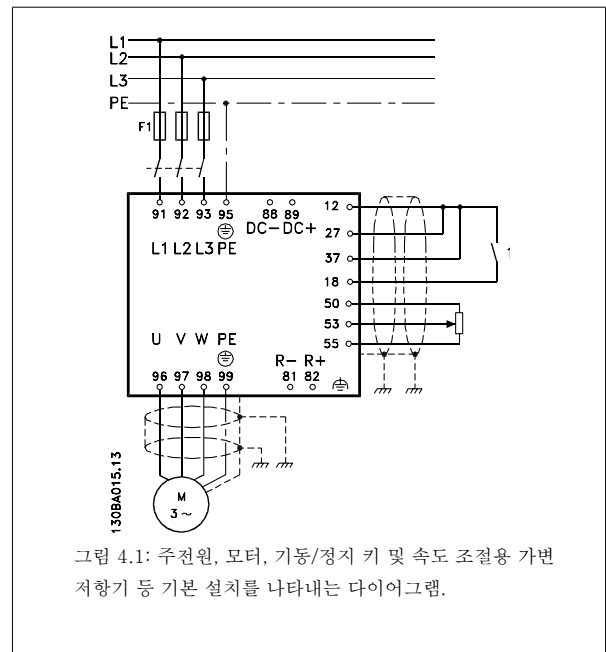 L1
L2
L3
PE
F1
91 92 93 95 88 89 12
DC- DC+
L1 L2 L3 PE
27
37
18
50
53
55
1
U V W PE
R- R+
96 97 98 99 81 82
M
3 ~
130BA015.13
그림 4.1: 주전원, 모터, 기동/정지 키 및 속도 조절용 가변
저항기 등 기본 설치를 나타내는 다이어그램.